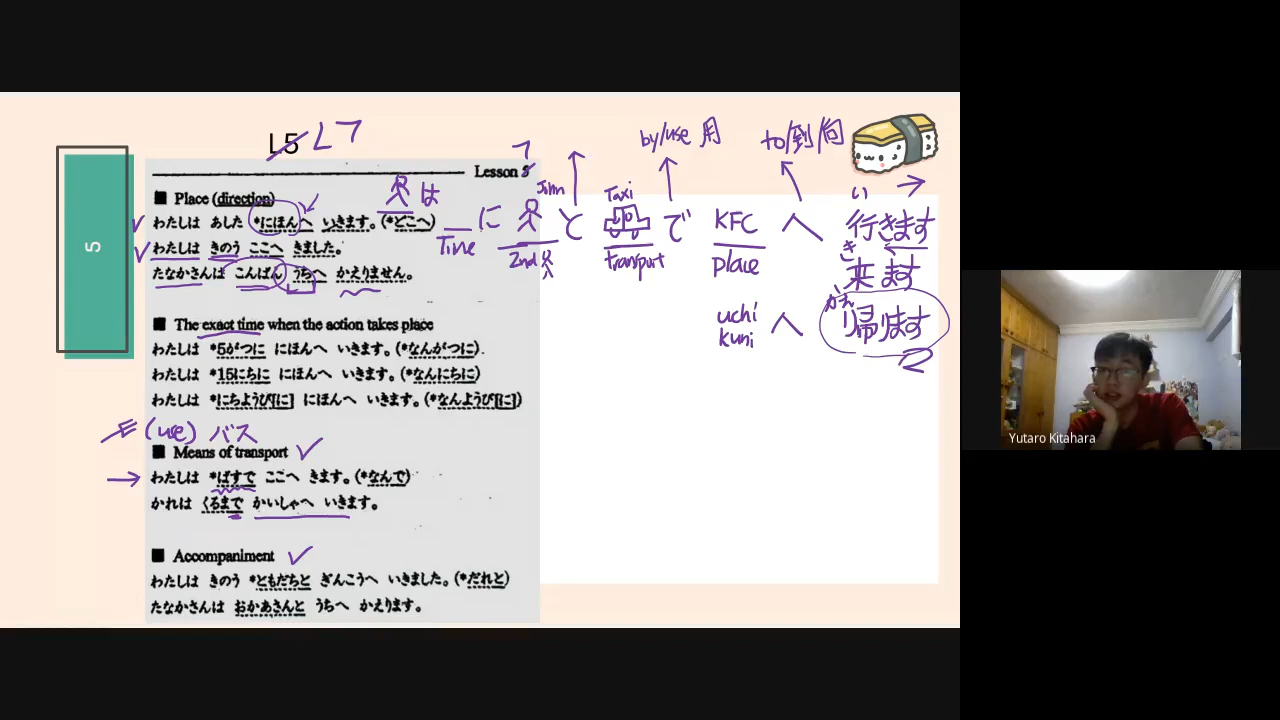 L5 L7
Lesson 5 7
■ Place (direction)
わたしは あした *にほんへ いきます。(*どこへ)
わたしは きのう ここへ きました。
たなかさんは こんばん うちへ かえりません。
■ The exact time when the action takes place
わたしは *5がつに にほんへ いきます。(*なんがつに).
わたしは *15にちに にほんへ いきます。(*なんにちに)
わたしは *にちようび[に] にほんへ いきます。(*なんようび[に])
(use) バス
■ Means of transport
わたしは *ばすで ここへ きます。(*なんで)
かれは くるまで かいしゃへ いきます。
■ Accompaniment
わたしは きのう *ともだちと ぎんこうへ いきました。(*だれと)
たなかさんは おかあさんと うちへ かえります。
5
by/use 用 to/到/向
John Taxi い
は に と で KFC へ 行きます
Time 2nd transport place
き
来ます
かえ
uchi
kuni へ 帰ります
2
Yutaro Kitahara